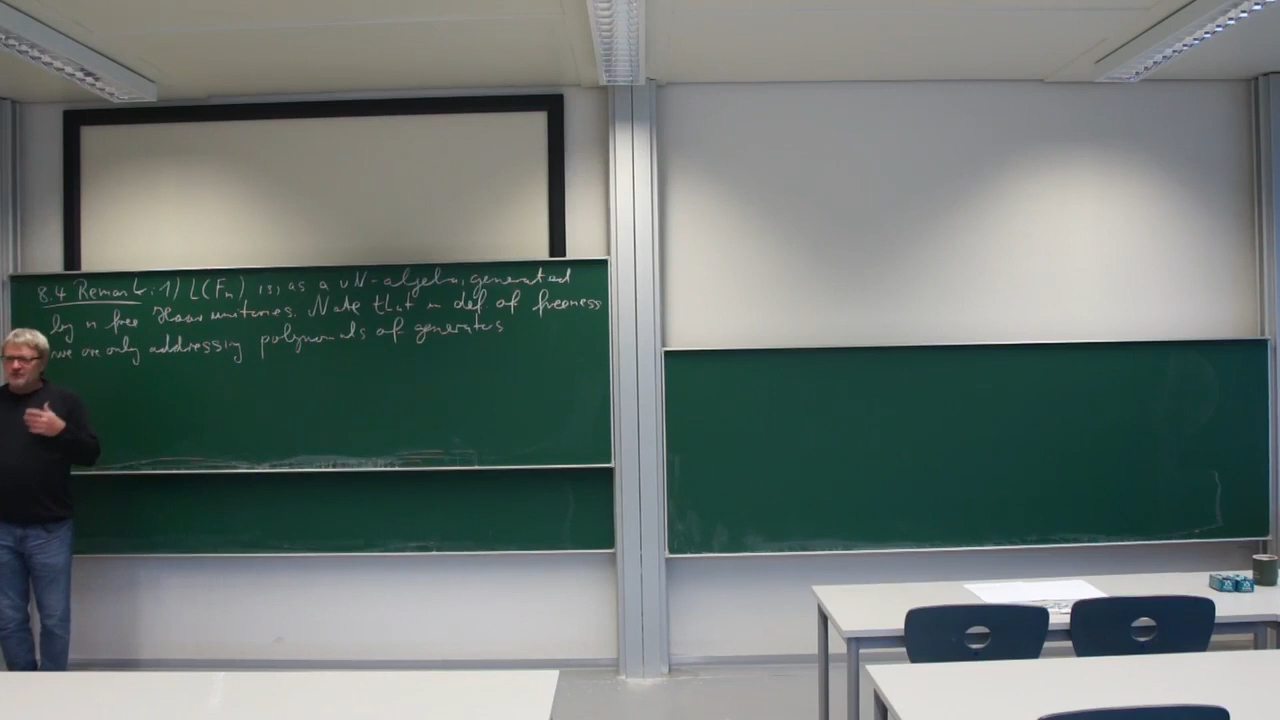 8.4 Remark: 1) L(Fn) is, as a vN-algebra, generated
by n free Haar unitaries. Note that in def of freeness
we are only addressing polynomials of generators